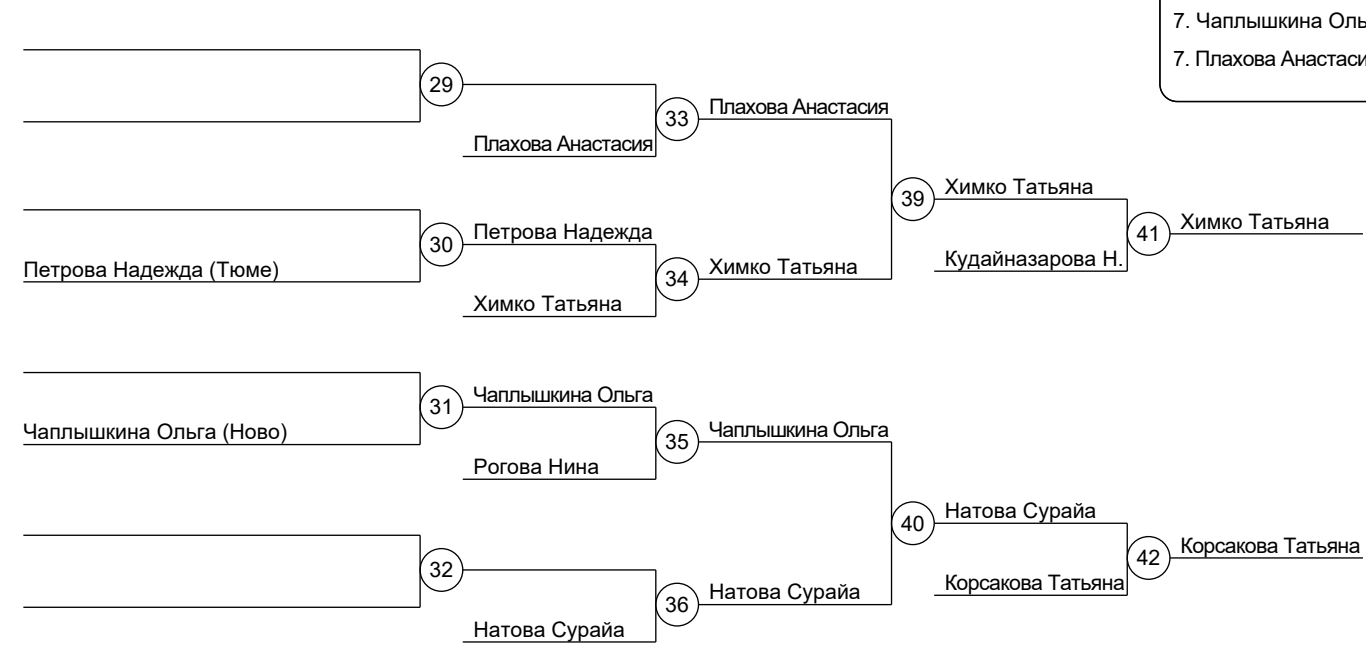 7. Чаплышкина Оль
7. Плахова Анастаси
29
33
Плахова Анастасия
Плахова Анастасия
39
Химко Татьяна
30
Петрова Надежда
Петрова Надежда (Тюме)
34
Химко Татьяна
Химко Татьяна
Кудайназарова Н.
41
Химко Татьяна
31
Чаплышкина Ольга
Чаплышкина Ольга (Ново)
35
Чаплышкина Ольга
Рогова Нина
40
Натова Сурайа
32
36
Натова Сурайа
Натова Сурайа
Корсакова Татьяна
42
Корсакова Татьяна